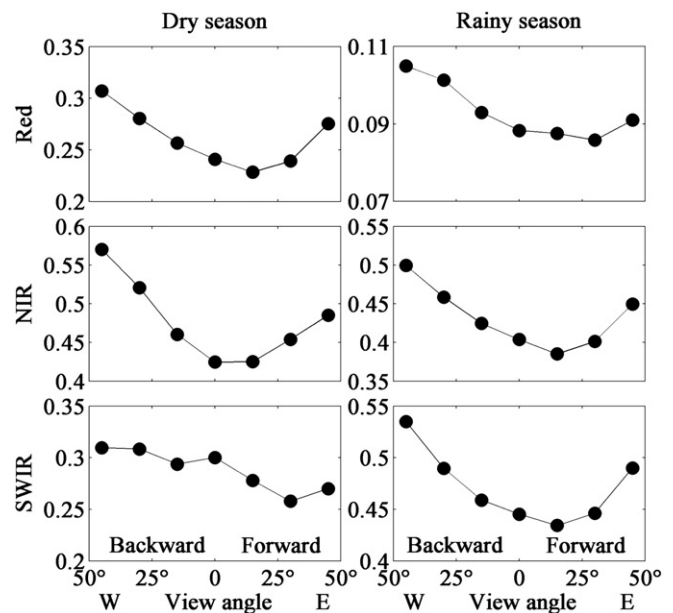 Dry season Rainy season
0.35 0.11
0.3
Red 0.25 0.09
0.2 0.07
0.6 0.55
0.55 0.5
NIR 0.5 0.45
0.45 0.4
0.4 0.35
0.35 0.55
0.3 0.5
SWIR 0.25 0.45
0.2 0.4
Backward Forward Backward Forward
50° 25° 0 25° 50° 25° 0 25° 50°
W View angle E W View angle E